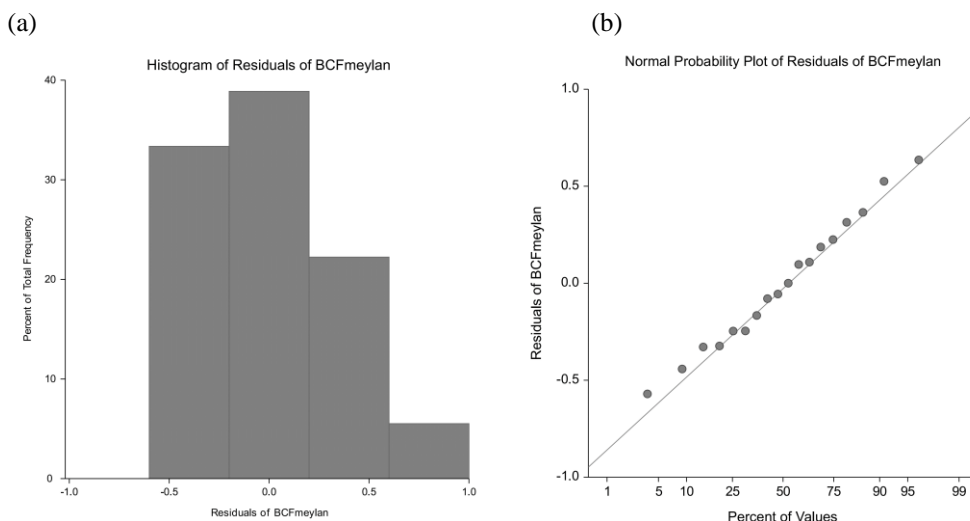 (a)
(b)
Histogram of Residuals of BCFmeylan
Percent of Total Frequency
40
30
20
10
0
-1.0 -0.5 0.0 0.5 1.0
Residuals of BCFmeylan
Normal Probability Plot of Residuals of BCFmeylan
Residuals of BCFmeylan
1.0
0.5
0.0
-0.5
-1.0
1 5 10 25 50 75 90 95 99
Percent of Values